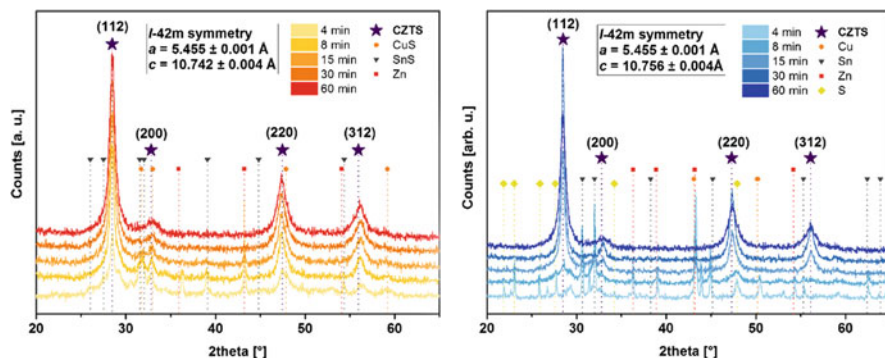 (112)
I-42m symmetry
a = 5.455 ± 0.001 Å
c = 10.742 ± 0.004 Å
4 min
8 min
15 min
30 min
60 min
CZTS
CuS
SnS
Zn
(200)
(220)
(312)
Counts [a. u.]
20 30 40 50 60
2theta [°]
(112)
I-42m symmetry
a = 5.455 ± 0.001 Å
c = 10.756 ± 0.004Å
4 min
8 min
15 min
30 min
60 min
CZTS
Cu
Sn
Zn
S
(200)
(220)
(312)
Counts [arb. u.]
20 30 40 50 60
2theta [°]